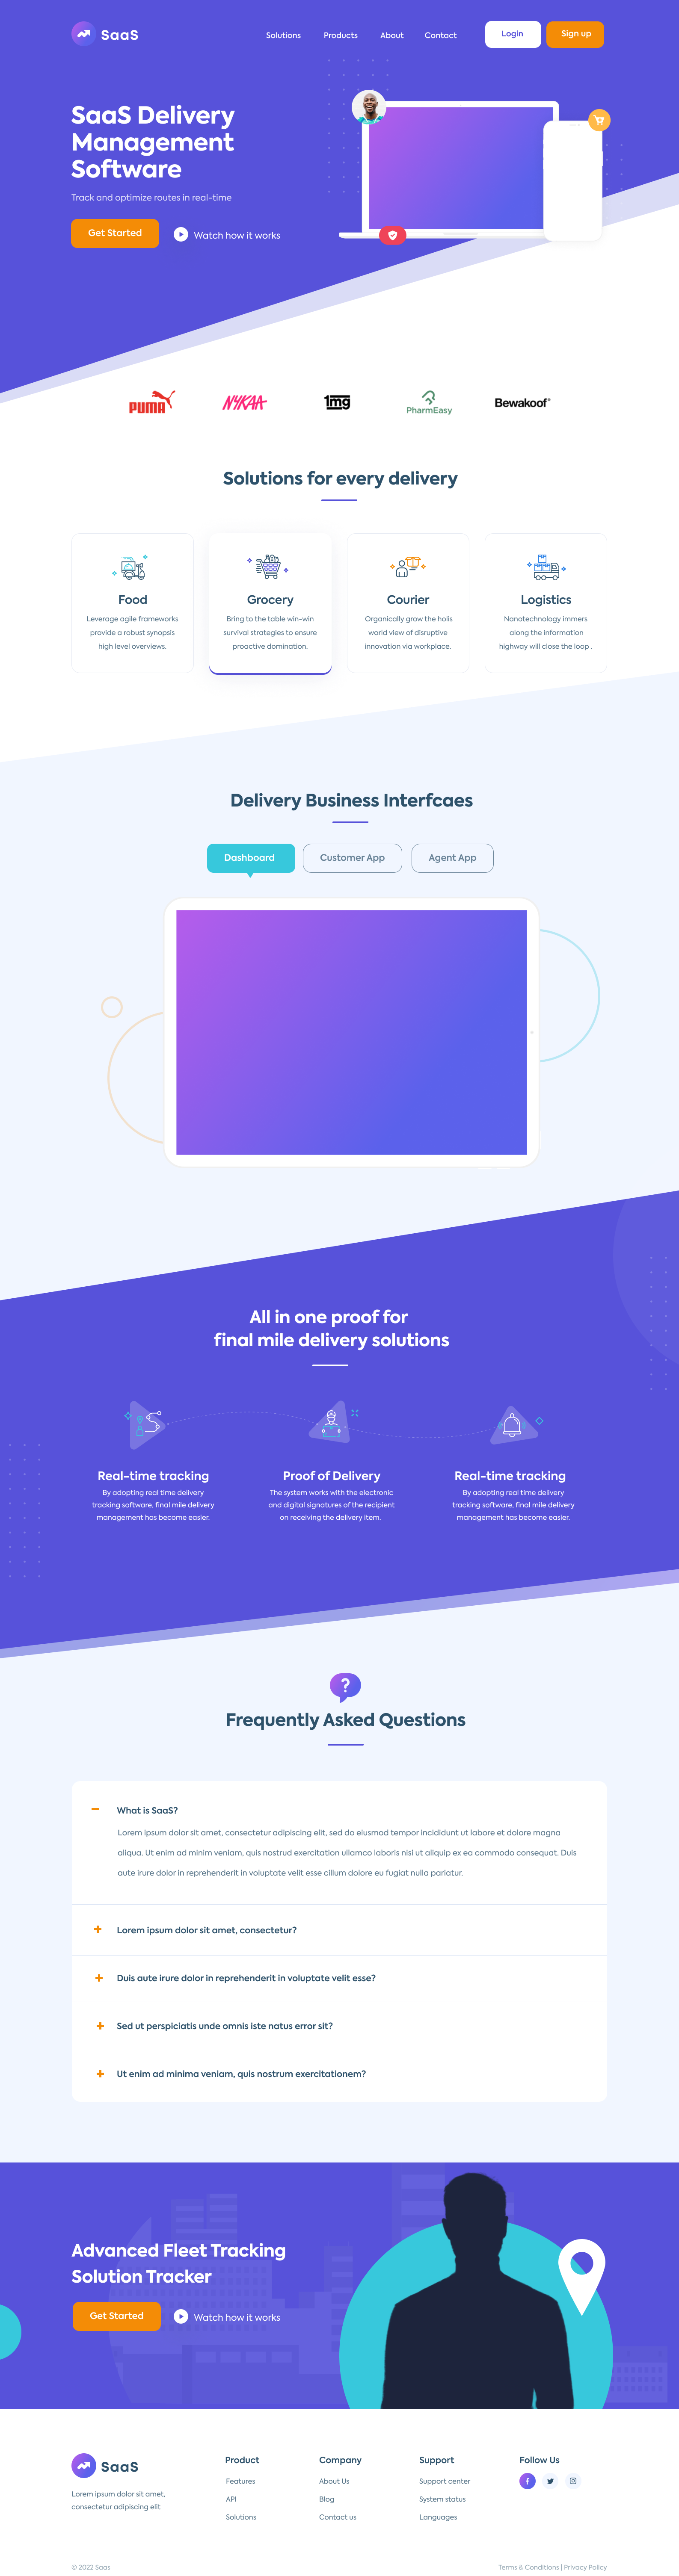 SaaS
Solutions
Products
About
Contact
Login
Sign up
SaaS Delivery
Management
Software
Track and optimize routes in real-time
Get Started
Watch how it works
PUMA
NYKAA
1mg
PharmEasy
Bewakoof®
Solutions for every delivery
Food
Leverage agile frameworks
provide a robust synopsis
high level overviews.
Grocery
Bring to the table win-win
survival strategies to ensure
proactive domination.
Courier
Organically grow the holis
world view of disruptive
innovation via workplace.
Logistics
Nanotechnology immers
along the information
highway will close the loop .
Delivery Business Interfcaes
Dashboard
Customer App
Agent App
All in one proof for
final mile delivery solutions
Real-time tracking
By adopting real time delivery
tracking software, final mile delivery
management has become easier.
Proof of Delivery
The system works with the electronic
and digital signatures of the recipient
on receiving the delivery item.
Real-time tracking
By adopting real time delivery
tracking software, final mile delivery
management has become easier.
?
Frequently Asked Questions
What is SaaS?
Lorem ipsum dolor sit amet, consectetur adipiscing elit, sed do eiusmod tempor incididunt ut labore et dolore magna
aliqua. Ut enim ad minim veniam, quis nostrud exercitation ullamco laboris nisi ut aliquip ex ea commodo consequat. Duis
aute irure dolor in reprehenderit in voluptate velit esse cillum dolore eu fugiat nulla pariatur.
Lorem ipsum dolor sit amet, consectetur?
Duis aute irure dolor in reprehenderit in voluptate velit esse?
Sed ut perspiciatis unde omnis iste natus error sit?
Ut enim ad minima veniam, quis nostrum exercitationem?
Advanced Fleet Tracking
Solution Tracker
Get Started
Watch how it works
SaaS
Lorem ipsum dolor sit amet,
consectetur adipiscing elit
Product
Features
API
Solutions
Company
About Us
Blog
Contact us
Support
Support center
System status
Languages
Follow Us
© 2022 Saas
Terms & Conditions | Privacy Policy